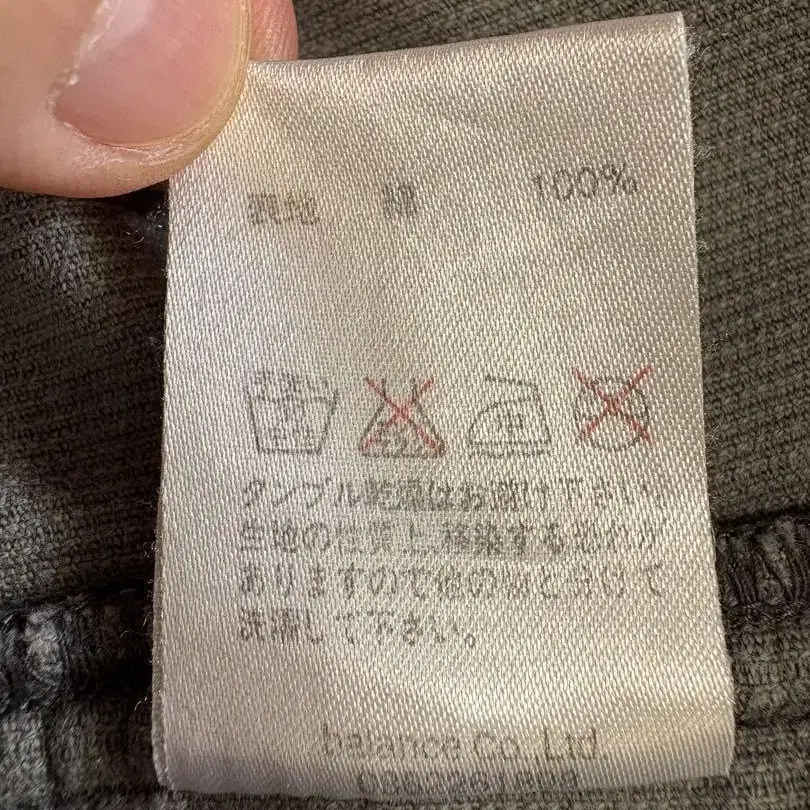 表地 綿 100%
中
タンブル乾燥はお避け下さい。
生地の性質上、移染する恐れが
ありますので他の物と分けて
洗濯して下さい。
balance Co., Ltd